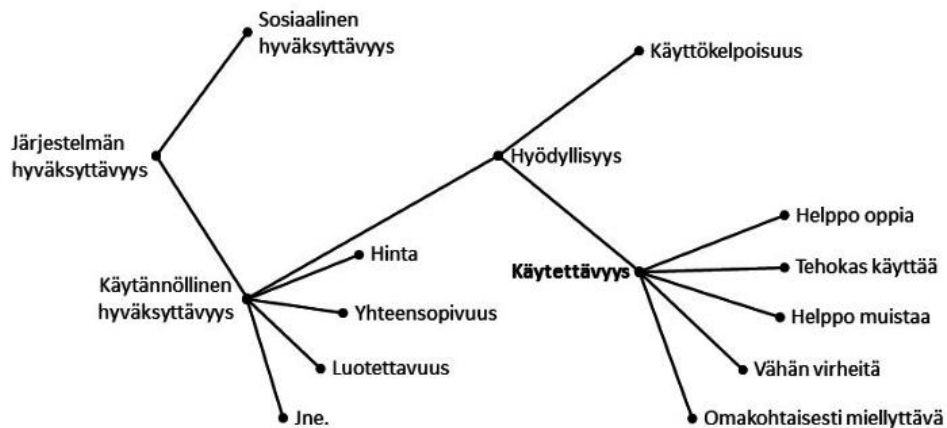 Sosiaalinen
hyväksyttävyys
Käyttökelpoisuus
Järjestelmän
hyväksyttävyys
Hyödyllisyys
Helppo oppia
Hinta
Käytettävyys
Tehokas käyttää
Käytännöllinen
hyväksyttävyys
Yhteensopivuus
Helppo muistaa
Luotettavuus
Vähän virheitä
Jne.
Omakohtaisesti miellyttävä